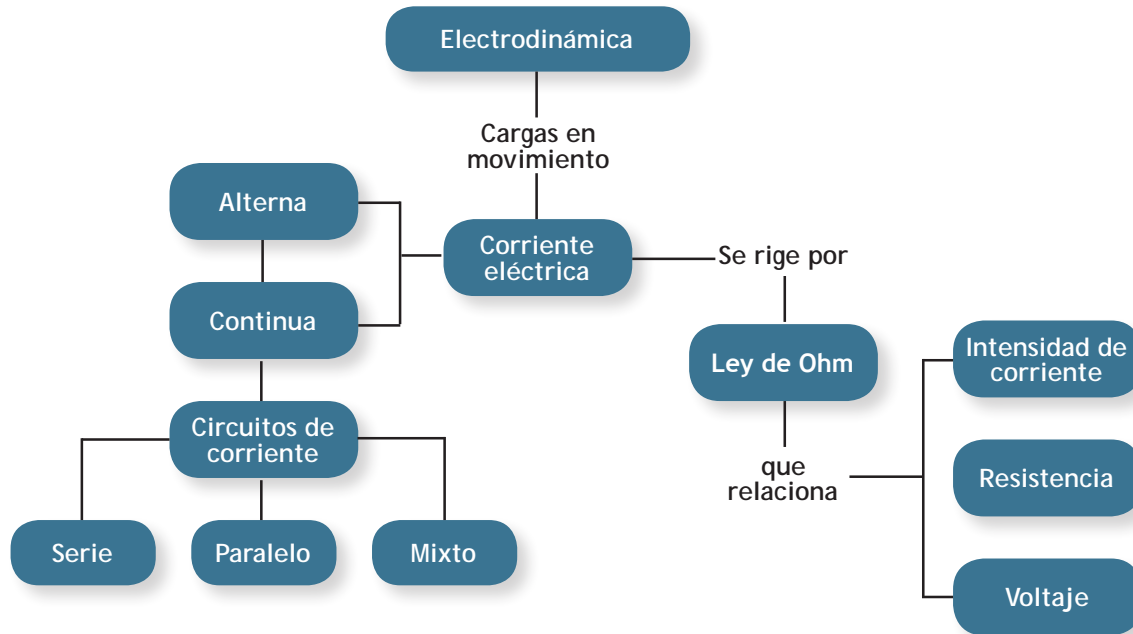 Electrodinámica
Cargas en
movimiento
Alterna
Corriente
eléctrica
Se rige por
Continua
Ley de Ohm
Intensidad de
corriente
Circuitos de
corriente
que
relaciona
Resistencia
Serie
Paralelo
Mixto
Voltaje